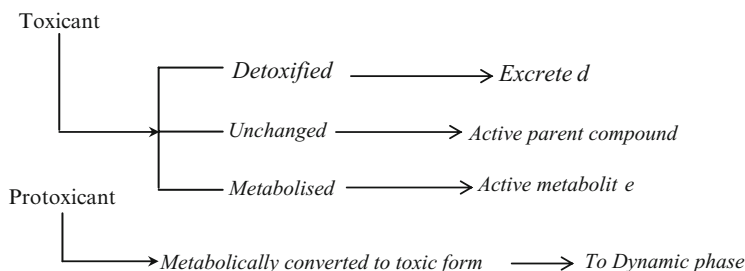 Toxicant
Detoxified Excrete d
Unchanged Active parent compound
Metabolised Active metabolit e
Protoxicant
Metabolically converted to toxic form To Dynamic phase